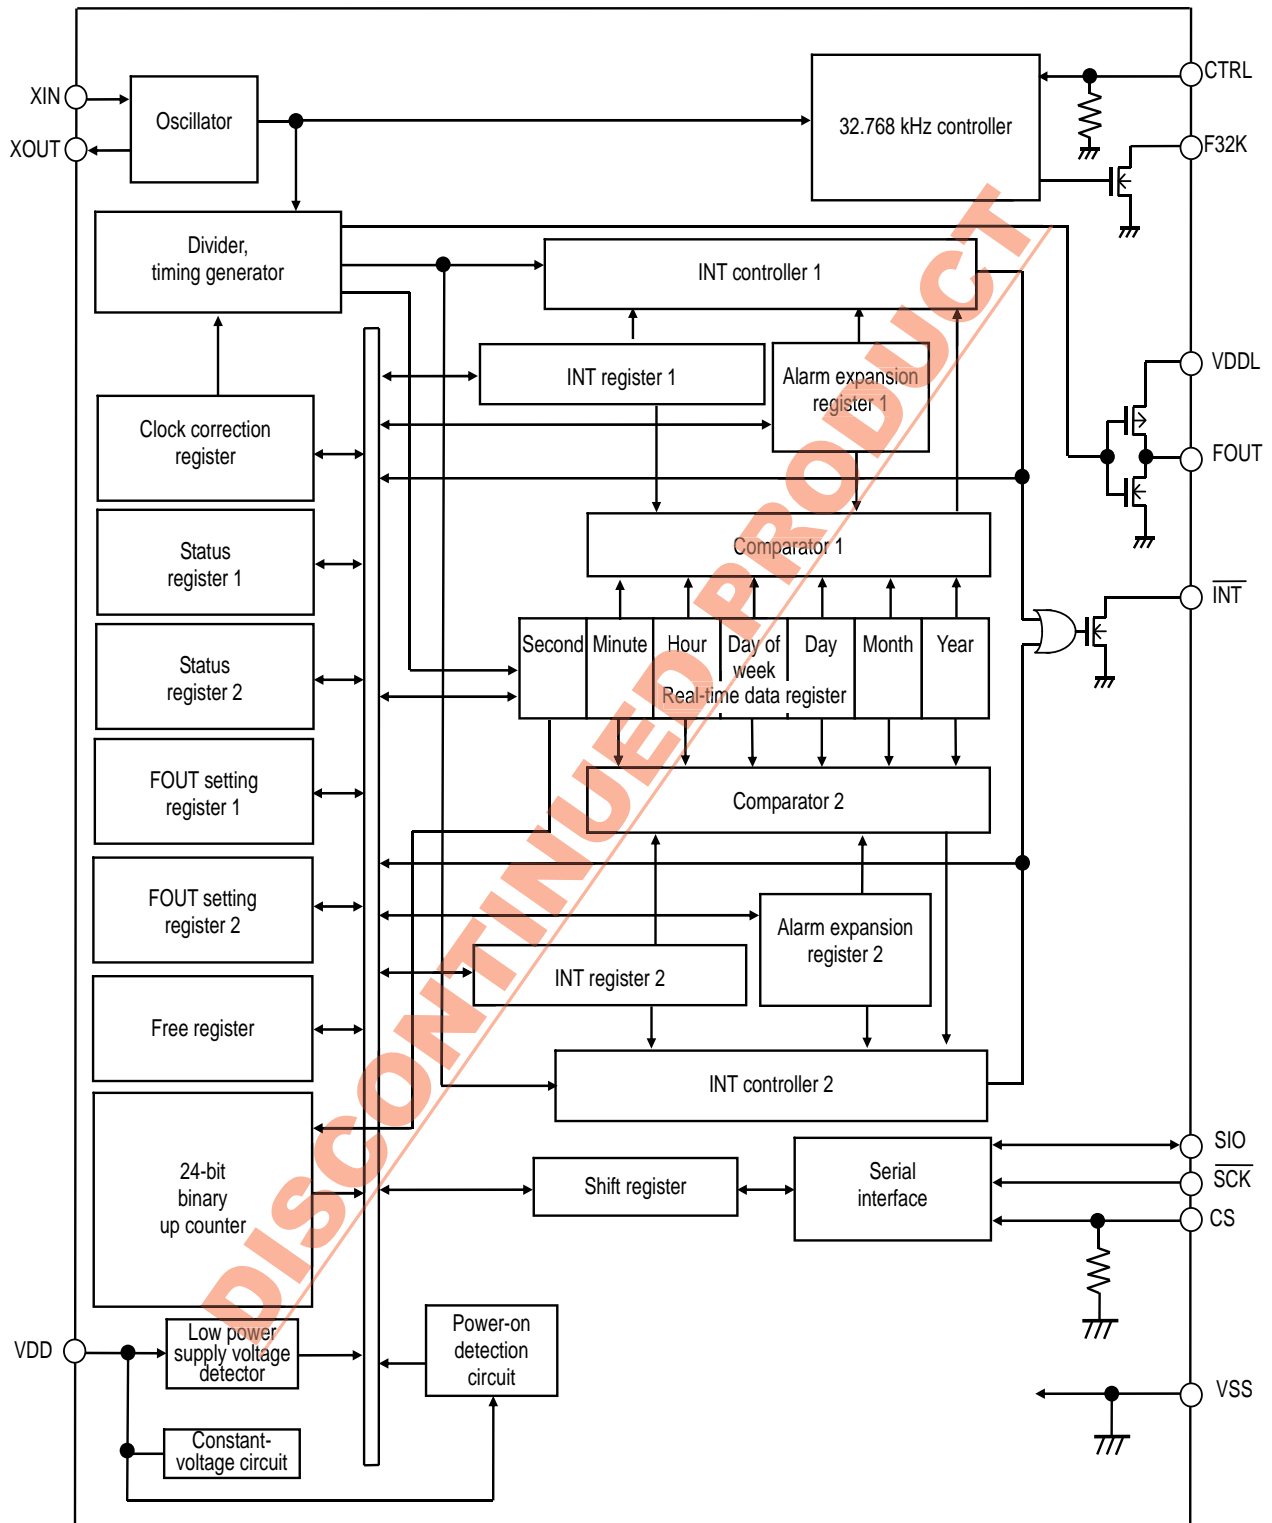 CTRL
XIN
Oscillator
32.768 kHz controller
XOUT
F32K
Divider,
timing generator
INT controller 1
VDDL
INT register 1
Alarm expansion
register 1
Clock correction
register
FOUT
Comparator 1
Status
register 1
INT
Second
Minute
Hour
Day of
week
Day
Month
Year
Real-time data register
Status
register 2
FOUT setting
register 1
Comparator 2
FOUT setting
register 2
Alarm expansion
register 2
INT register 2
Free register
INT controller 2
SIO
24-bit
binary
up counter
Shift register
Serial
interface
SCK
CS
VDD
Low power
supply voltage
detector
Power-on
detection
circuit
VSS
Constant-
voltage circuit
DISCONTINUED PRODUCT